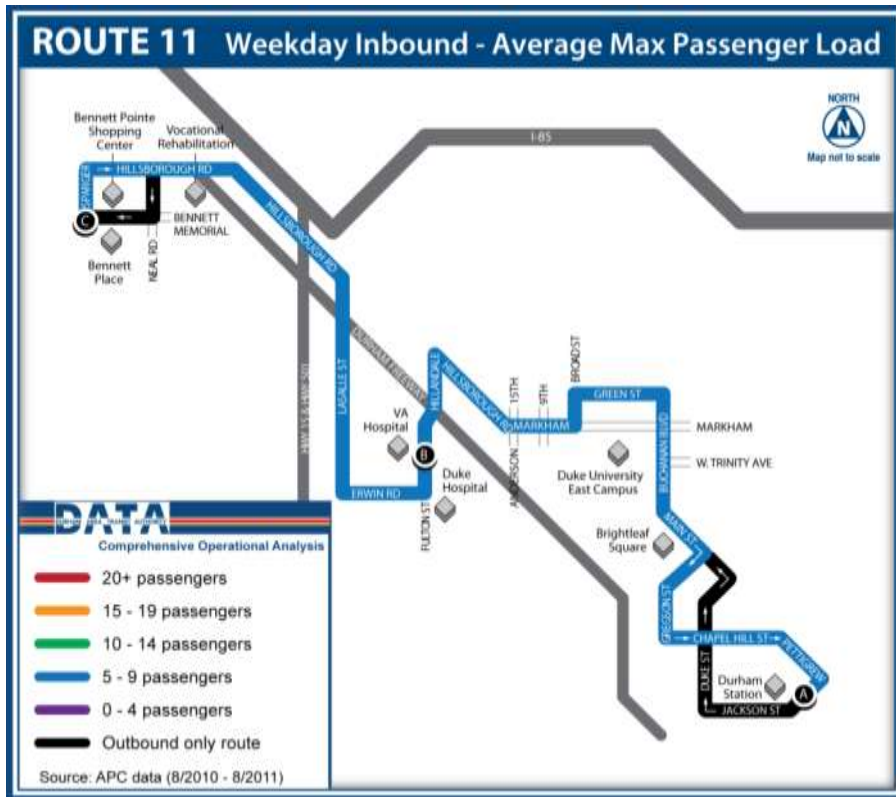 ROUTE 11 Weekday Inbound - Average Max Passenger Load
NORTH
N
Map not to scale
I-85
Bennett Pointe
Shopping
Center
Vocational
Rehabilitation
SPARGER
HILLSBOROUGH RD
C
BENNETT
MEMORIAL
Bennett
Place
NEAL RD
HILLSBOROUGH RD
HWY 15 & HWY 501
LASALLE ST
DURHAM FREEWAY
HILLANDALE
HILLSBOROUGH RD
VA
Hospital
B
Duke
Hospital
ERWIN RD
FULTON ST
ANDERSON
15TH
9TH
MARKHAM
BROAD ST
GREEN ST
BUCHANAN BLVD
MARKHAM
W. TRINITY AVE
Duke University
East Campus
Brightleaf
Square
MAIN ST
GREGSON ST
CHAPEL HILL ST
PETTIGREW
DUKE ST
Durham
Station
A
JACKSON ST
DATA
DURHAM AREA TRANSIT AUTHORITY
Comprehensive Operational Analysis
20+ passengers
15 - 19 passengers
10 - 14 passengers
5 - 9 passengers
0 - 4 passengers
Outbound only route
Source: APC data (8/2010 - 8/2011)